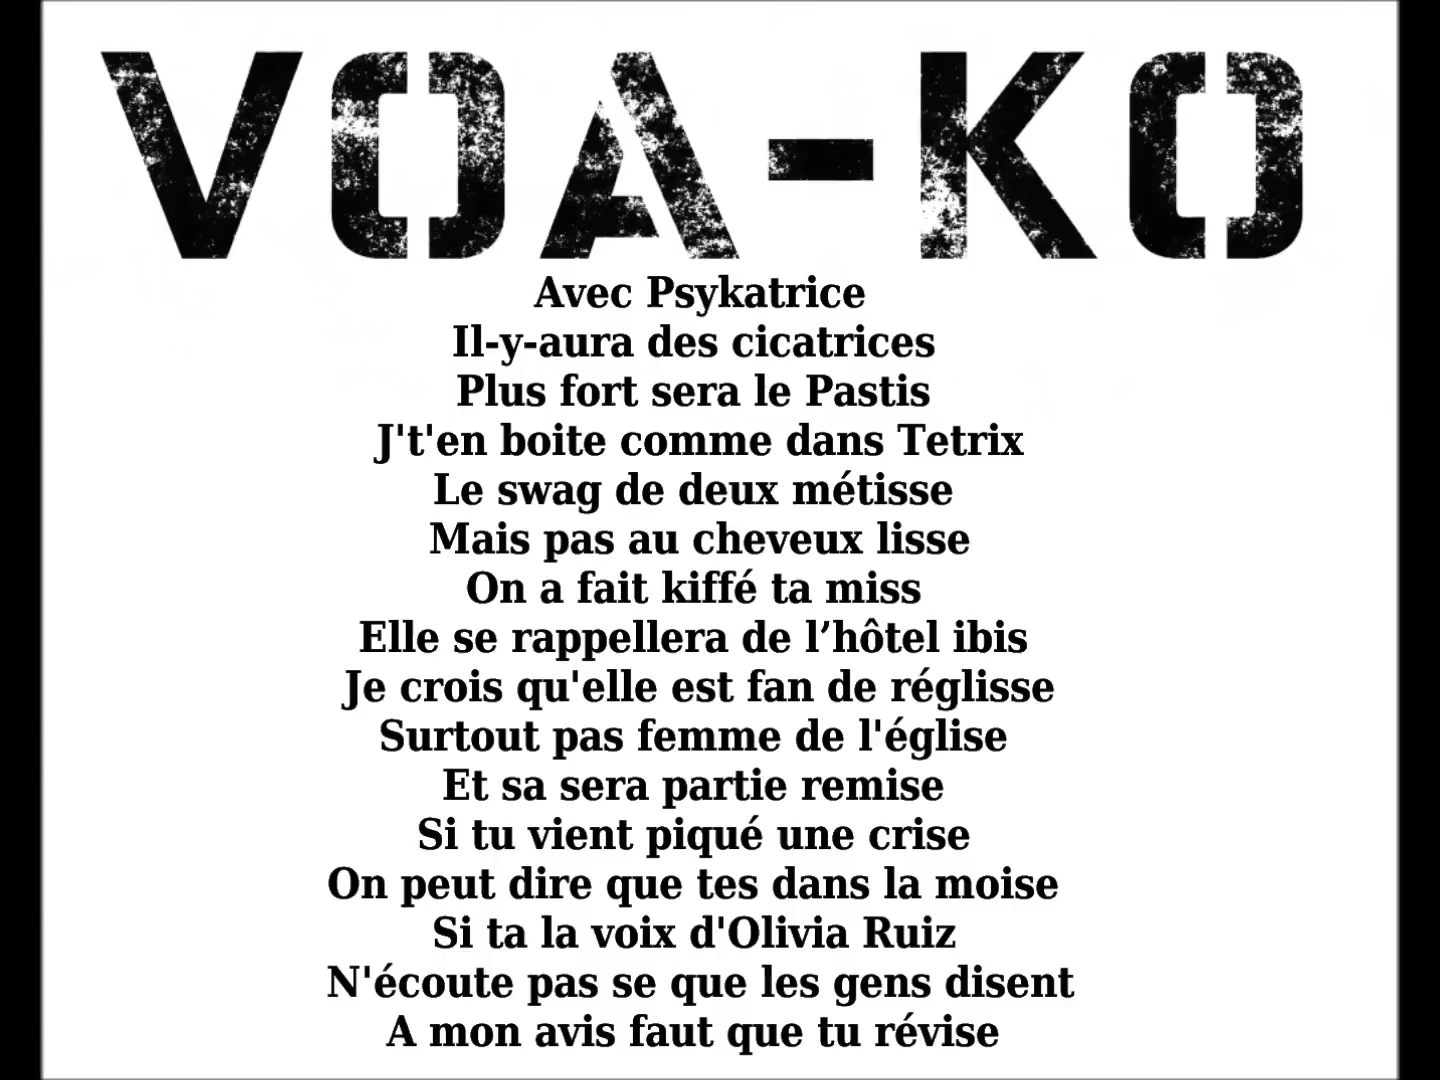 VOA-KO
Avec Psykatrice
Il-y-aura des cicatrices
Plus fort sera le Pastis
J't'en boite comme dans Tetrix
Le swag de deux métisse
Mais pas au cheveux lisse
On a fait kiffé ta miss
Elle se rappellera de l’hôtel ibis
Je crois qu'elle est fan de réglisse
Surtout pas femme de l'église
Et sa sera partie remise
Si tu vient piqué une crise
On peut dire que tes dans la moise
Si ta la voix d'Olivia Ruiz
N'écoute pas se que les gens disent
A mon avis faut que tu révise